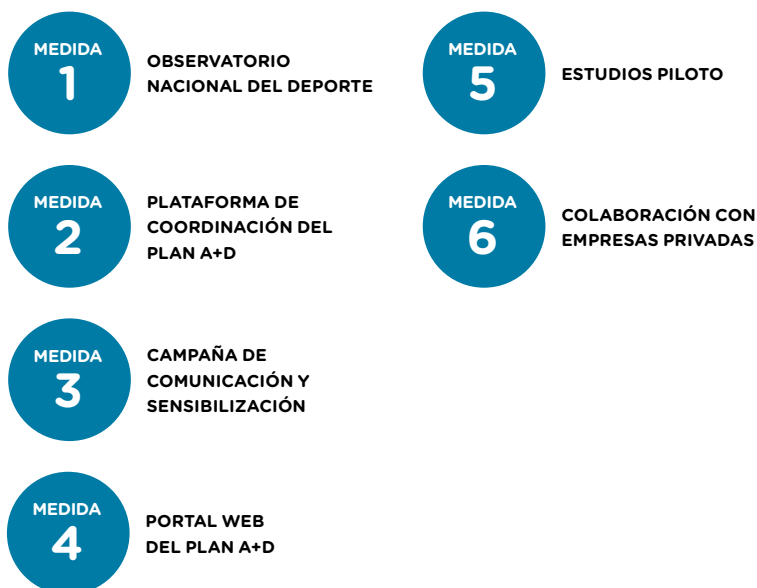 MEDIDA
1
OBSERVATORIO
NACIONAL DEL DEPORTE
MEDIDA
2
PLATAFORMA DE
COORDINACIÓN DEL
PLAN A+D
MEDIDA
3
CAMPAÑA DE
COMUNICACIÓN Y
SENSIBILIZACIÓN
MEDIDA
4
PORTAL WEB
DEL PLAN A+D
MEDIDA
5
ESTUDIOS PILOTO
MEDIDA
6
COLABORACIÓN CON
EMPRESAS PRIVADAS